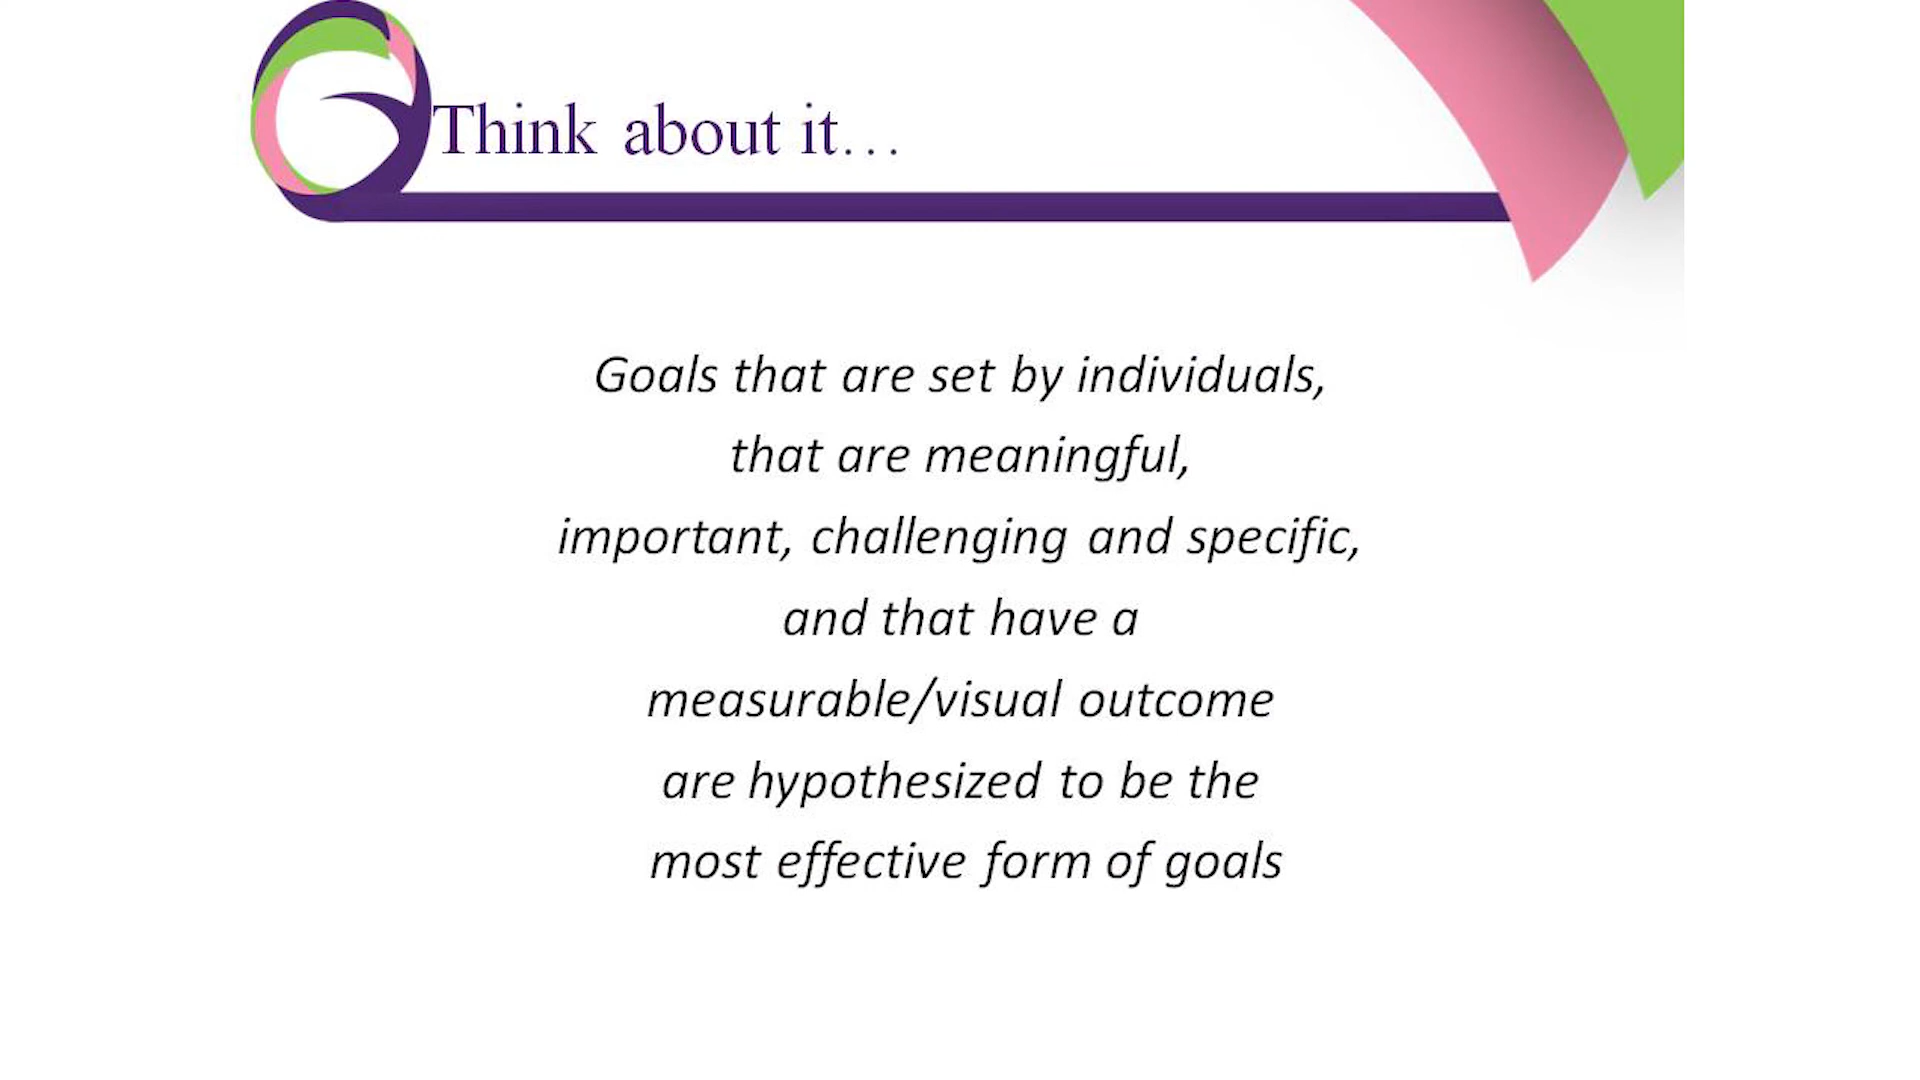 Think about it...
Goals that are set by individuals,
that are meaningful,
important, challenging and specific,
and that have a
measurable/visual outcome
are hypothesized to be the
most effective form of goals